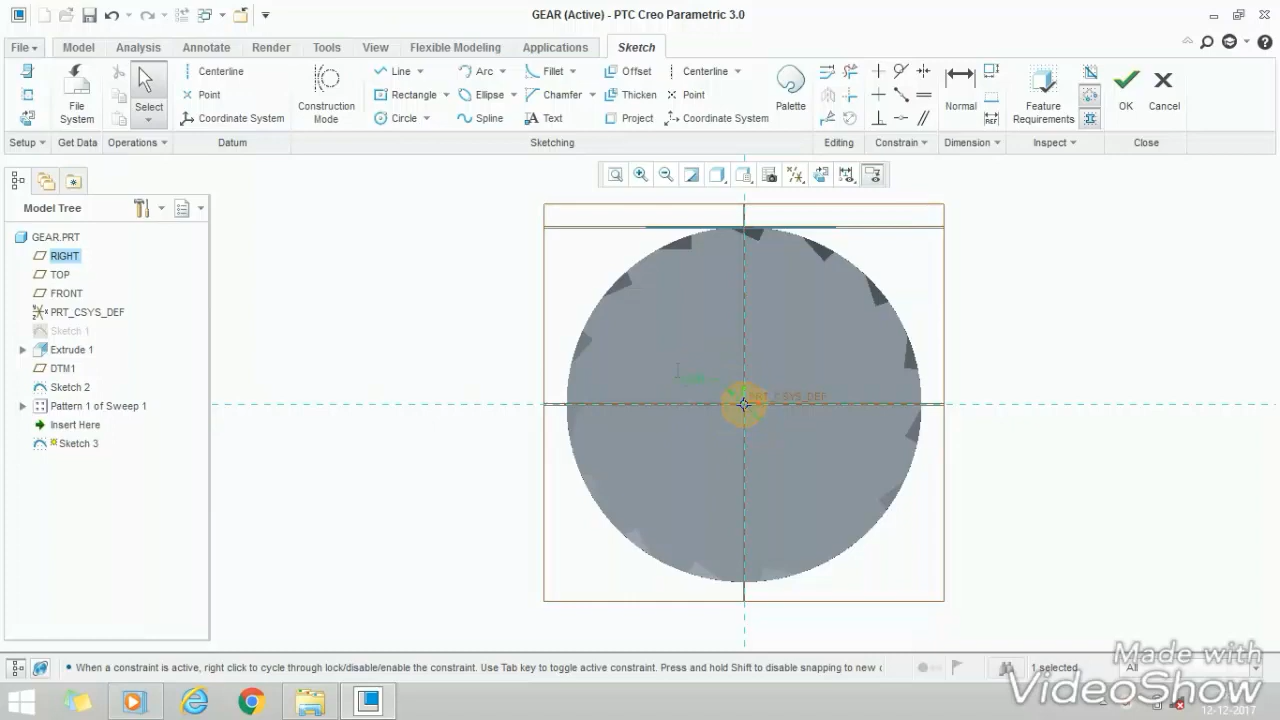 GEAR (Active) - PTC Creo Parametric 3.0
File Model Analysis Annotate Render Tools View Flexible Modeling Applications Sketch
Centerline Line Arc Fillet Offset Centerline
Point Rectangle Ellipse Chamfer Thicken Point
Coordinate System Circle Spline Text Project Coordinate System
File System Select Construction Mode Palette Normal Feature Requirements OK Cancel
Setup Get Data Operations Datum Sketching Editing Constrain Dimension Inspect Close
Model Tree
GEAR.PRT
RIGHT
TOP
FRONT
PRT_CSYS_DEF
Sketch 1
Extrude 1
DTM1
Sketch 2
Pattern 1 of Sweep 1
Insert Here
Sketch 3
PRT_CSYS_DEF
When a constraint is active, right click to cycle through lock/disable/enable the constraint. Use Tab key to toggle active constraint. Press and hold Shift to disable snapping to new c
1 selected
All
Made with
VideoShow
12-12-2017